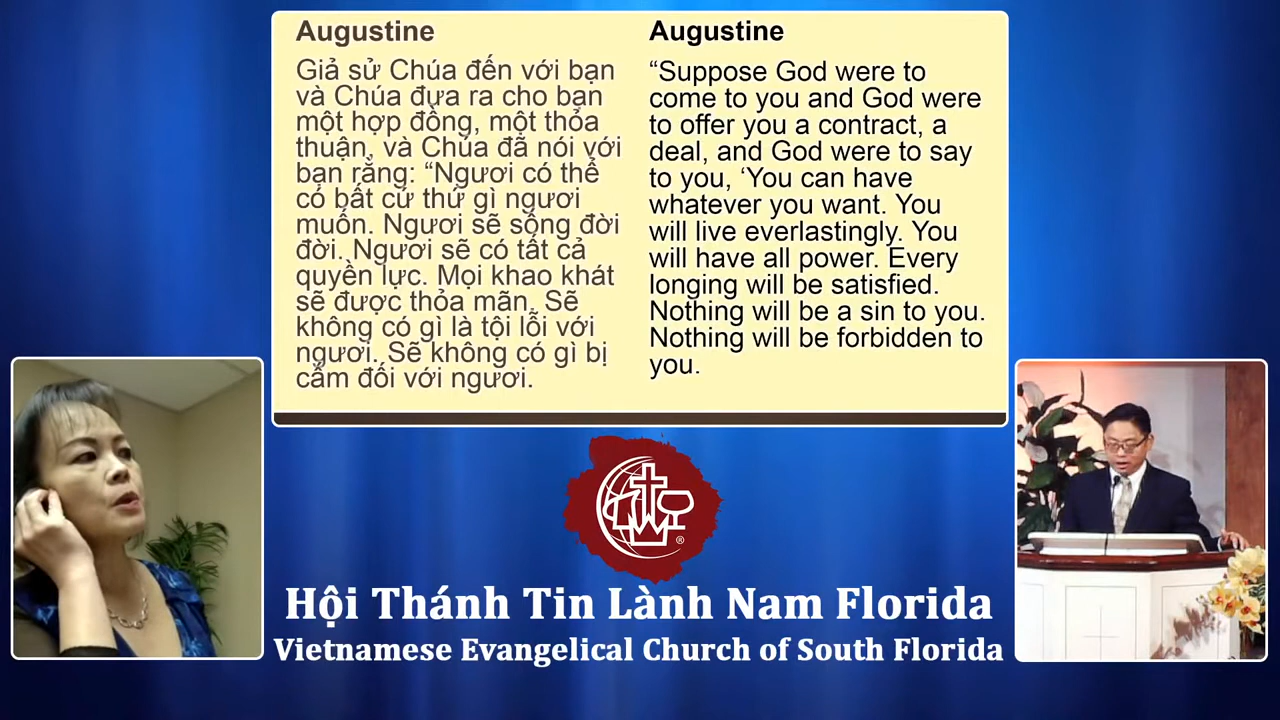 Augustine
Giả sử Chúa đến với bạn
và Chúa đưa ra cho bạn
một hợp đồng, một thỏa
thuận, và Chúa đã nói với
bạn rằng: “Ngươi có thể
có bất cứ thứ gì ngươi
muốn. Ngươi sẽ sống đời
đời. Ngươi sẽ có tất cả
quyền lực. Mọi khao khát
sẽ được thỏa mãn. Sẽ
không có gì là tội lỗi với
ngươi. Sẽ không có gì bị
cấm đối với ngươi.
Augustine
“Suppose God were to
come to you and God were
to offer you a contract, a
deal, and God were to say
to you, ‘You can have
whatever you want. You
will live everlastingly. You
will have all power. Every
longing will be satisfied.
Nothing will be a sin to you.
Nothing will be forbidden to
you.
®
Hội Thánh Tin Lành Nam Florida
Vietnamese Evangelical Church of South Florida